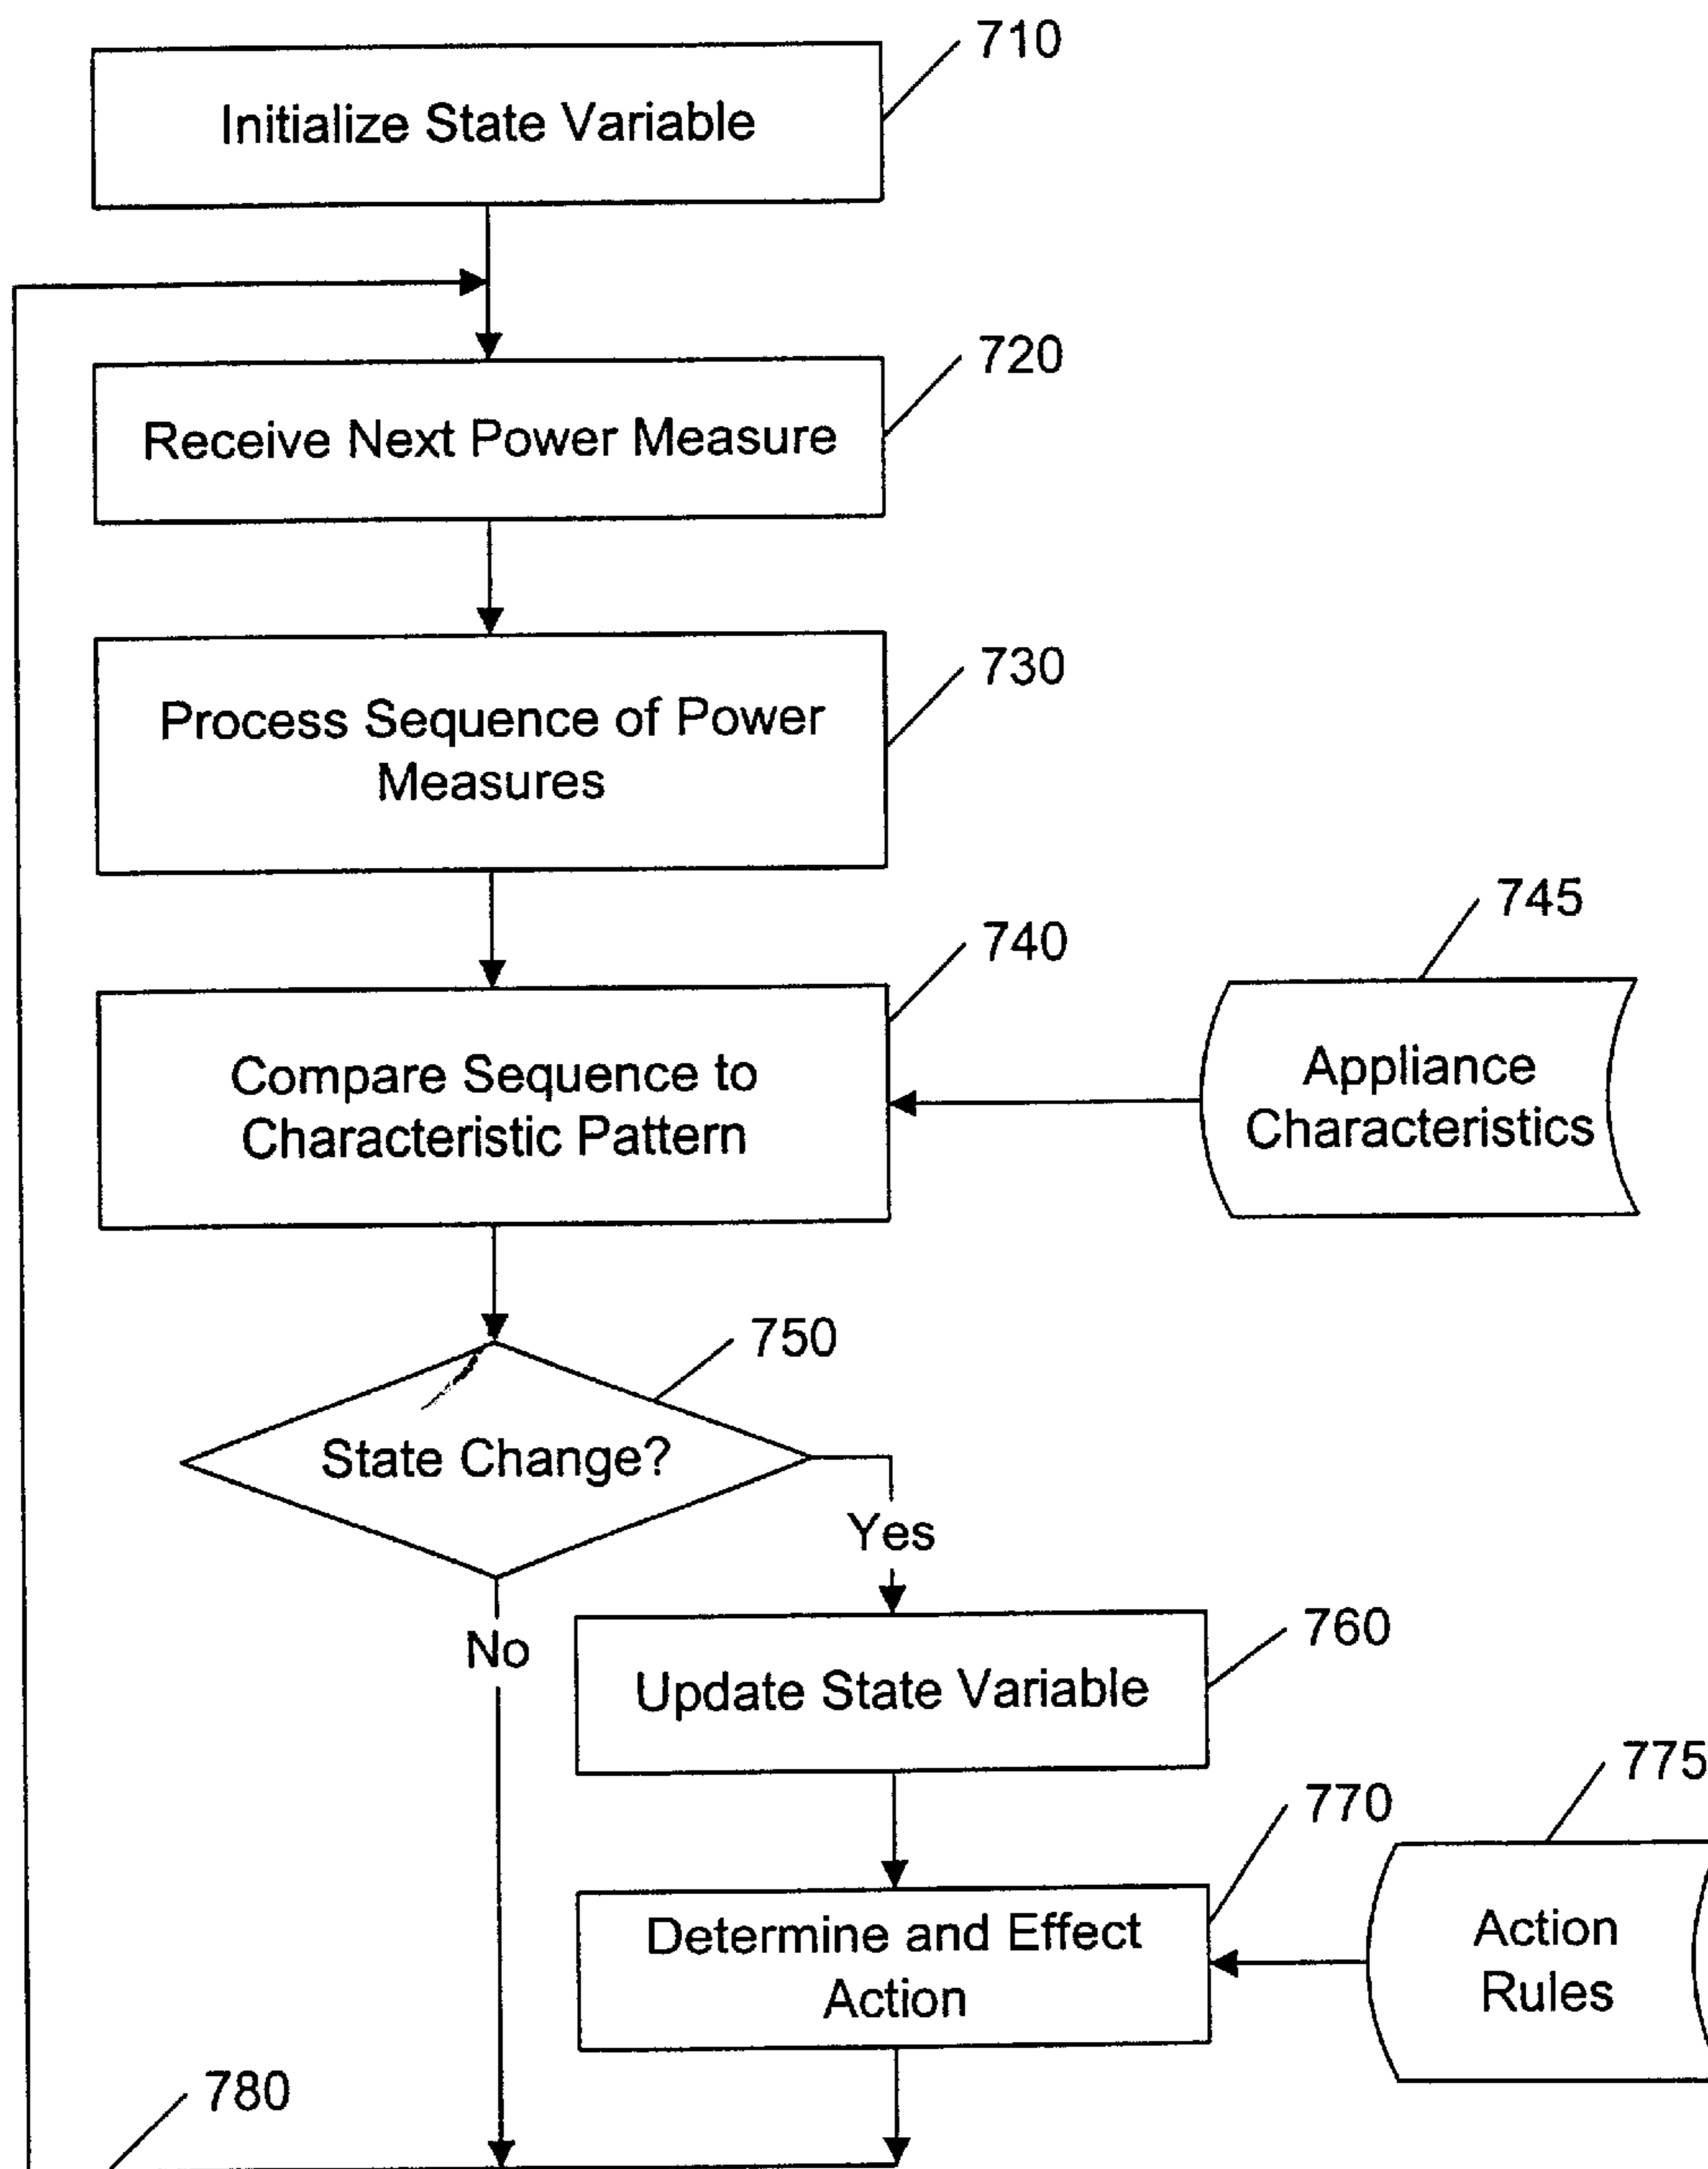 710
Initialize State Variable
720
Receive Next Power Measure
730
Process Sequence of Power
Measures
740
745
Compare Sequence to
Characteristic Pattern
Appliance
Characteristics
750
State Change?
Yes
No
760
Update State Variable
770
775
Determine and Effect
Action
Action
Rules
780